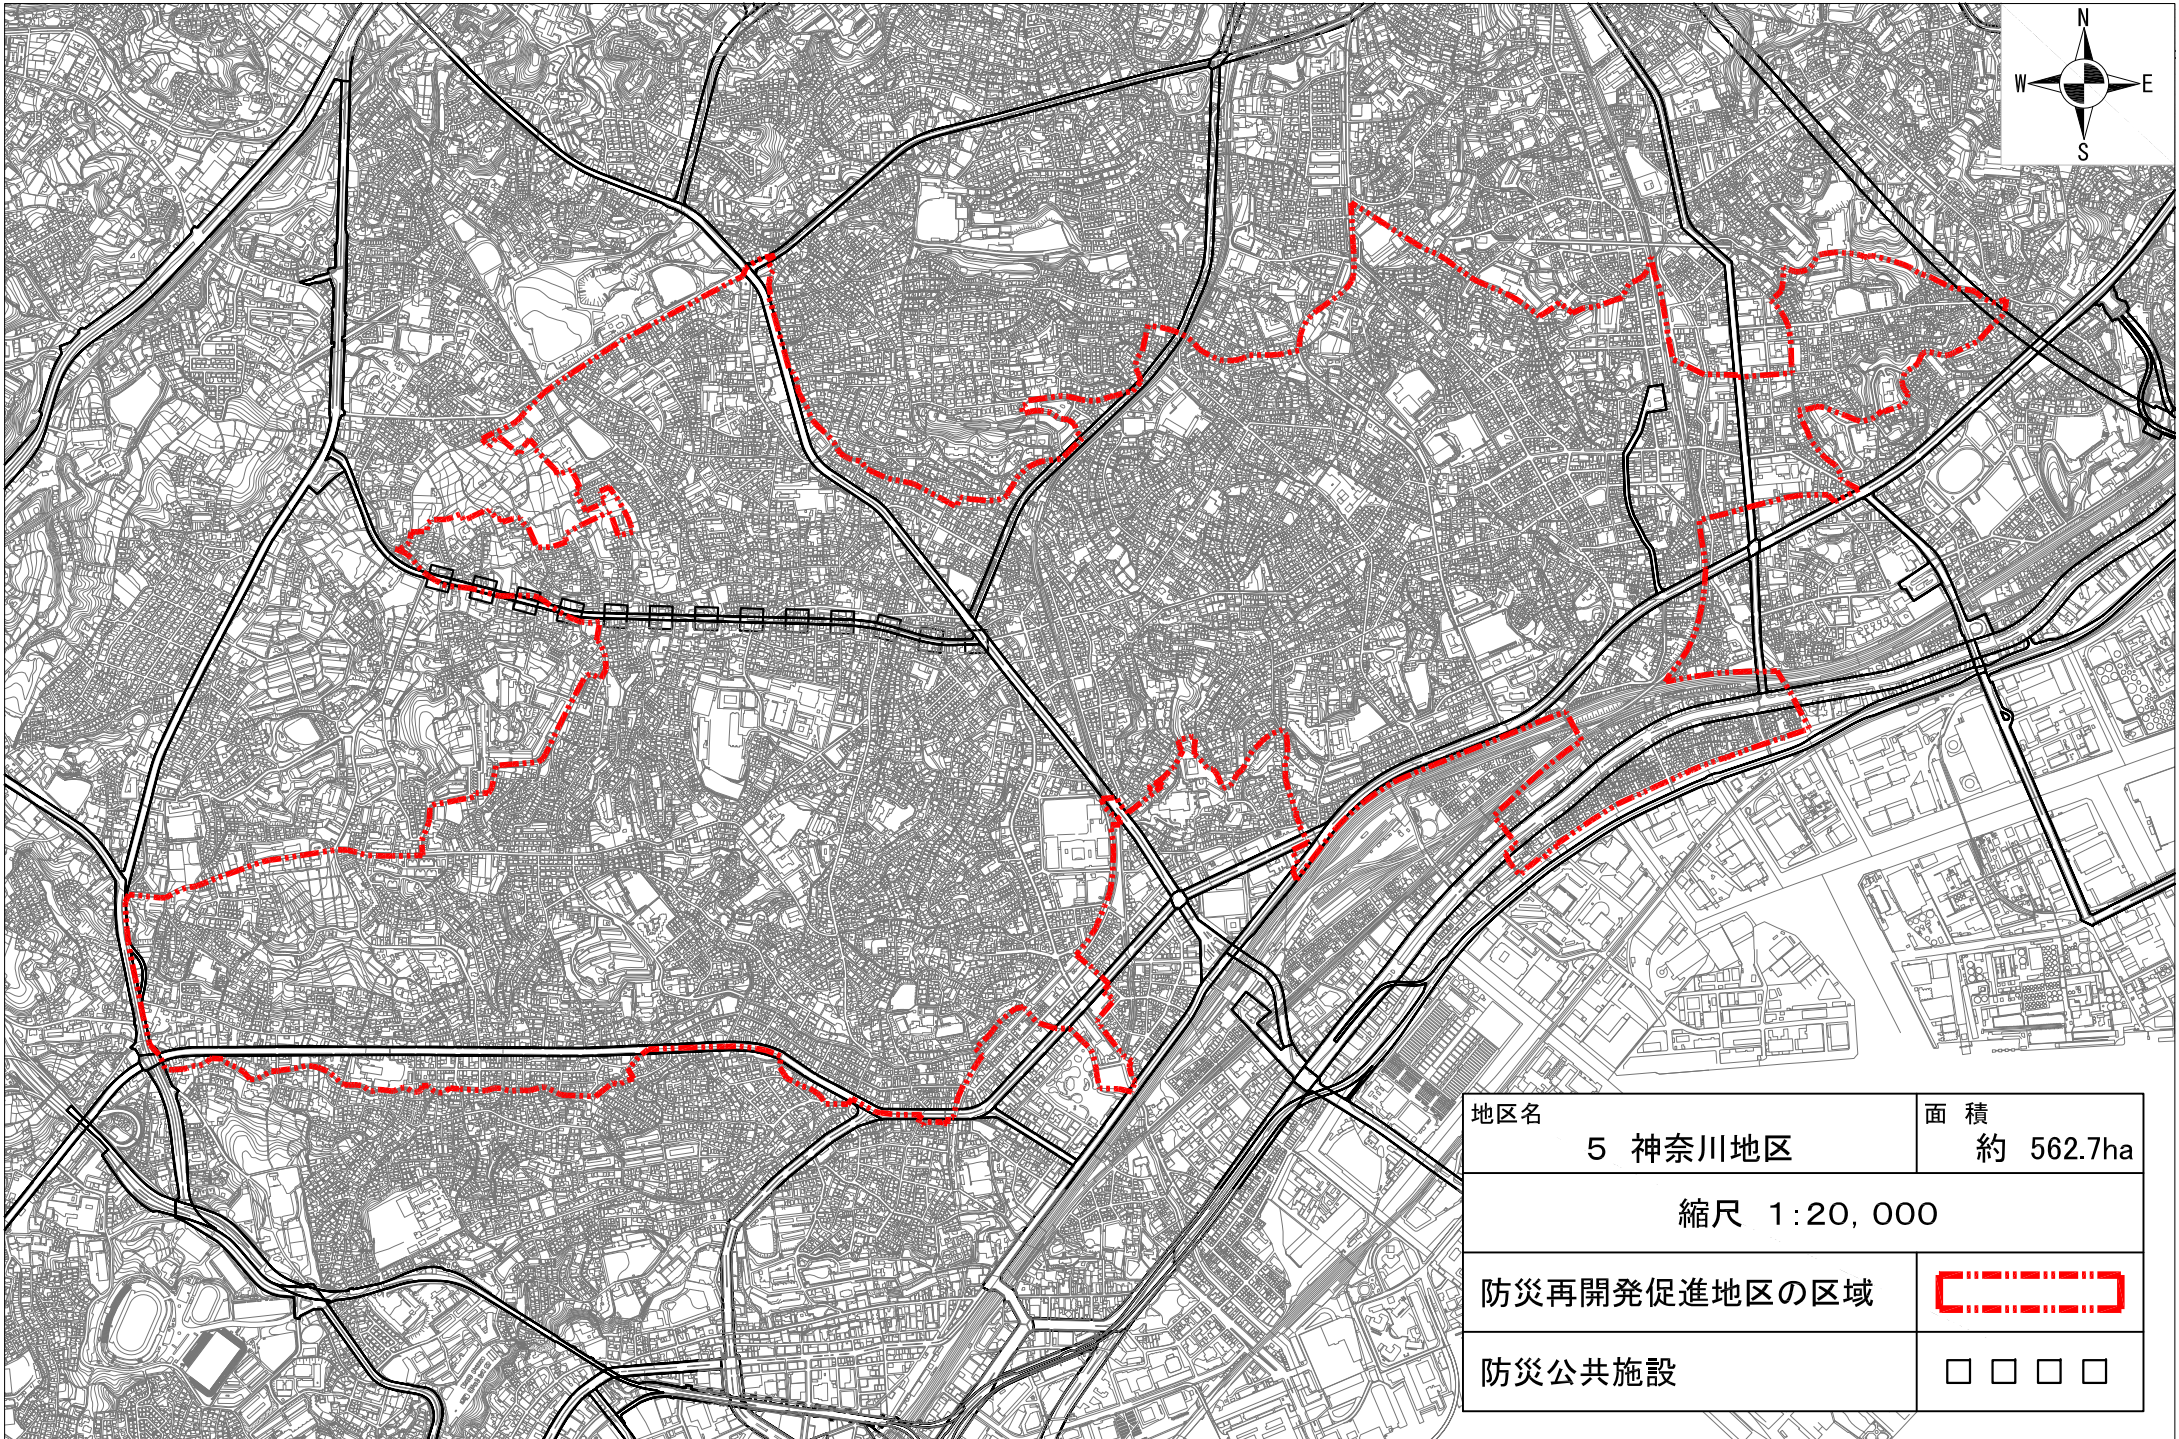 N
W E
S
地区名 面 積
5 神奈川地区 約 562.7ha
縮尺 1:20,000
防災再開発促進地区の区域
防災公共施設